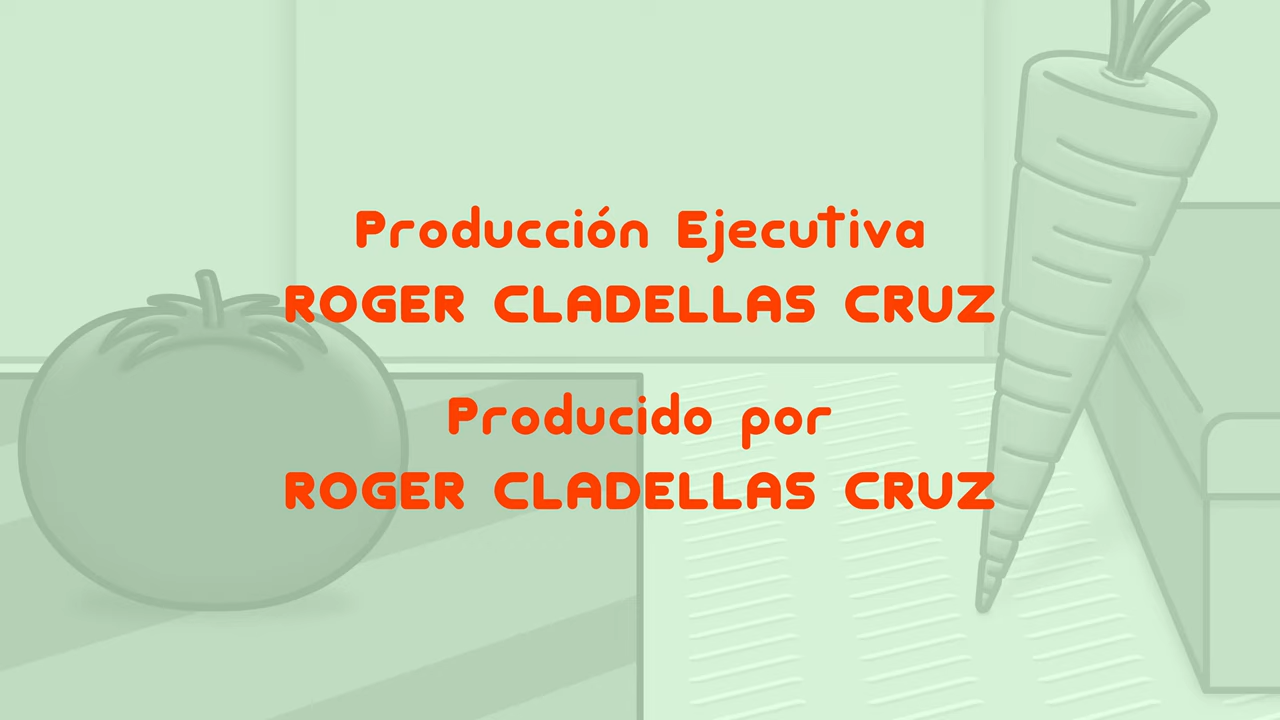 Producción Ejecutiva
ROGER CLADELLAS CRUZ
Producido por
ROGER CLADELLAS CRUZ